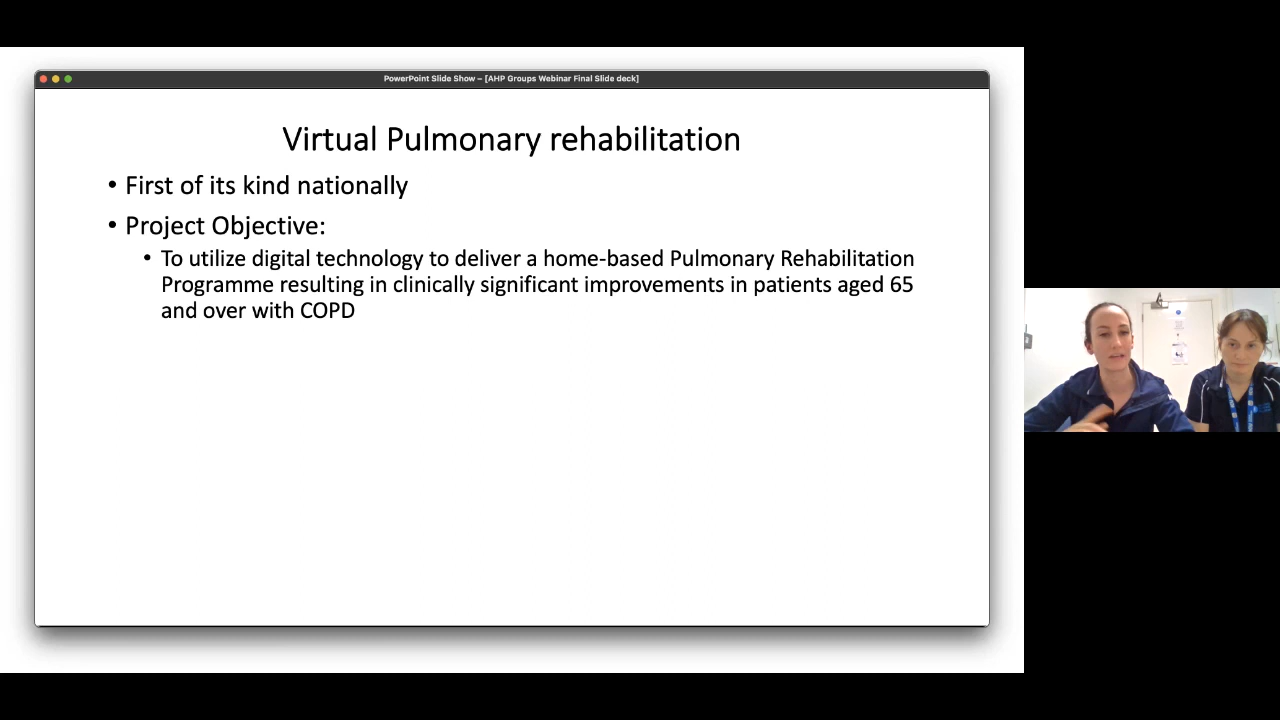 PowerPoint Slide Show – [AHP Groups Webinar Final Slide deck]
Virtual Pulmonary rehabilitation
• First of its kind nationally
• Project Objective:
• To utilize digital technology to deliver a home-based Pulmonary Rehabilitation
Programme resulting in clinically significant improvements in patients aged 65
and over with COPD